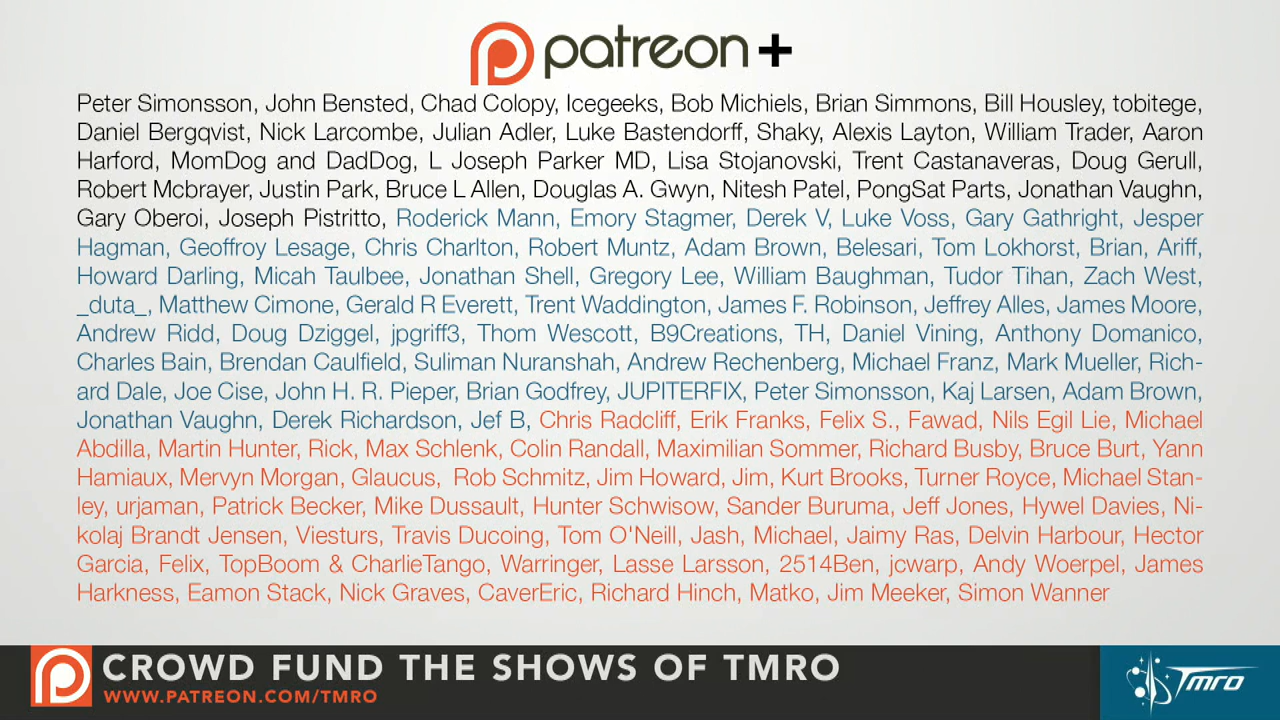 patreon +
Peter Simonsson, John Bensted, Chad Colopy, Icegeeks, Bob Michiels, Brian Simmons, Bill Housley, tobitege,
Daniel Bergqvist, Nick Larcombe, Julian Adler, Luke Bastendorff, Shaky, Alexis Layton, William Trader, Aaron
Harford, MomDog and DadDog, L Joseph Parker MD, Lisa Stojanovski, Trent Castanaveras, Doug Gerull,
Robert Mcbrayer, Justin Park, Bruce L Allen, Douglas A. Gwyn, Nitesh Patel, PongSat Parts, Jonathan Vaughn,
Gary Oberoi, Joseph Pistritto, Roderick Mann, Emory Stagmer, Derek V, Luke Voss, Gary Gathright, Jesper
Hagman, Geoffroy Lesage, Chris Charlton, Robert Muntz, Adam Brown, Belesari, Tom Lokhorst, Brian, Ariff,
Howard Darling, Micah Taulbee, Jonathan Shell, Gregory Lee, William Baughman, Tudor Tihan, Zach West,
_duta_, Matthew Cimone, Gerald R Everett, Trent Waddington, James F. Robinson, Jeffrey Alles, James Moore,
Andrew Ridd, Doug Dziggel, jpgriff3, Thom Wescott, B9Creations, TH, Daniel Vining, Anthony Domanico,
Charles Bain, Brendan Caulfield, Suliman Nuranshah, Andrew Rechenberg, Michael Franz, Mark Mueller, Rich-
ard Dale, Joe Cise, John H. R. Pieper, Brian Godfrey, JUPITERFIX, Peter Simonsson, Kaj Larsen, Adam Brown,
Jonathan Vaughn, Derek Richardson, Jef B, Chris Radcliff, Erik Franks, Felix S., Fawad, Nils Egil Lie, Michael
Abdilla, Martin Hunter, Rick, Max Schlenk, Colin Randall, Maximilian Sommer, Richard Busby, Bruce Burt, Yann
Hamiaux, Mervyn Morgan, Glaucus, Rob Schmitz, Jim Howard, Jim, Kurt Brooks, Turner Royce, Michael Stan-
ley, urjaman, Patrick Becker, Mike Dussault, Hunter Schwisow, Sander Buruma, Jeff Jones, Hywel Davies, Ni-
kolaj Brandt Jensen, Viesturs, Travis Ducoing, Tom O'Neill, Jash, Michael, Jaimy Ras, Delvin Harbour, Hector
Garcia, Felix, TopBoom & CharlieTango, Warringer, Lasse Larsson, 2514Ben, jcwarp, Andy Woerpel, James
Harkness, Eamon Stack, Nick Graves, CaverEric, Richard Hinch, Matko, Jim Meeker, Simon Wanner
CROWD FUND THE SHOWS OF TMRO
WWW.PATREON.COM/TMRO
Tmro